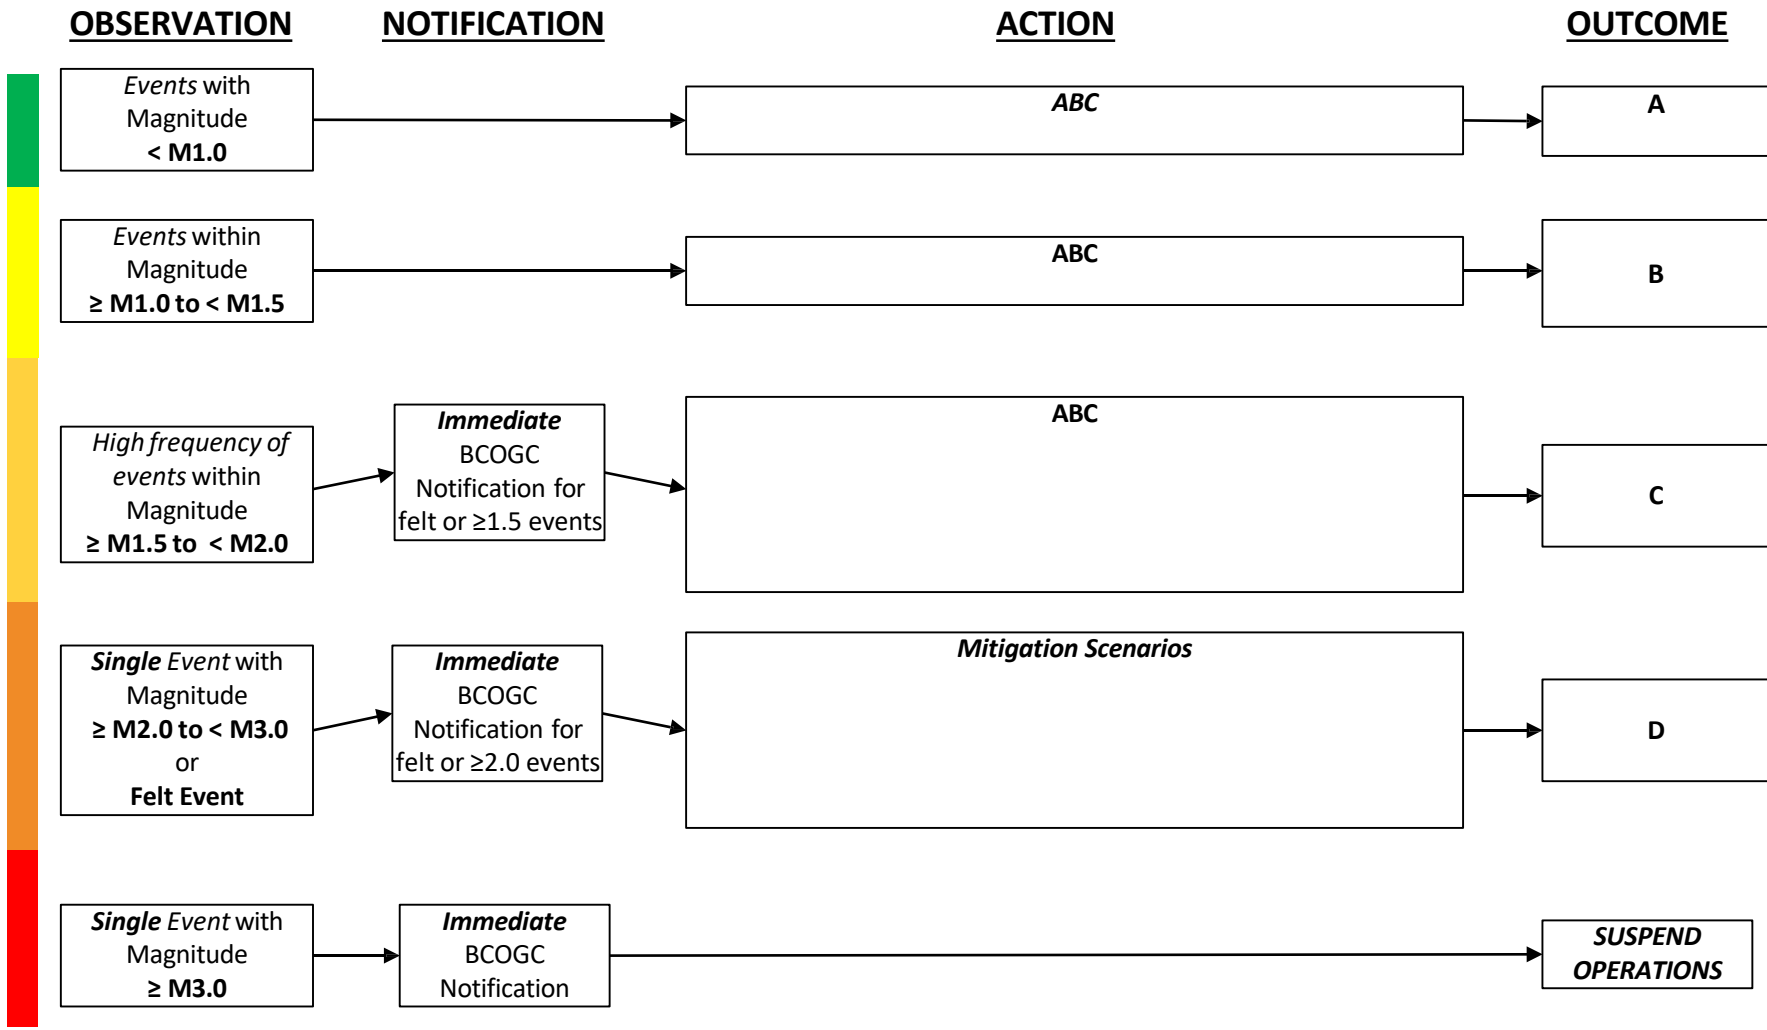 OBSERVATION NOTIFICATION ACTION OUTCOME
Events with
Magnitude
< M1.0
ABC
A
Events within
Magnitude
≥ M1.0 to < M1.5
ABC
B
High frequency of
events within
Magnitude
≥ M1.5 to < M2.0
Immediate
BCOGC
Notification for
felt or ≥1.5 events
ABC
C
Single Event with
Magnitude
≥ M2.0 to < M3.0
or
Felt Event
Immediate
BCOGC
Notification for
felt or ≥2.0 events
Mitigation Scenarios
D
Single Event with
Magnitude
≥ M3.0
Immediate
BCOGC
Notification
SUSPEND
OPERATIONS